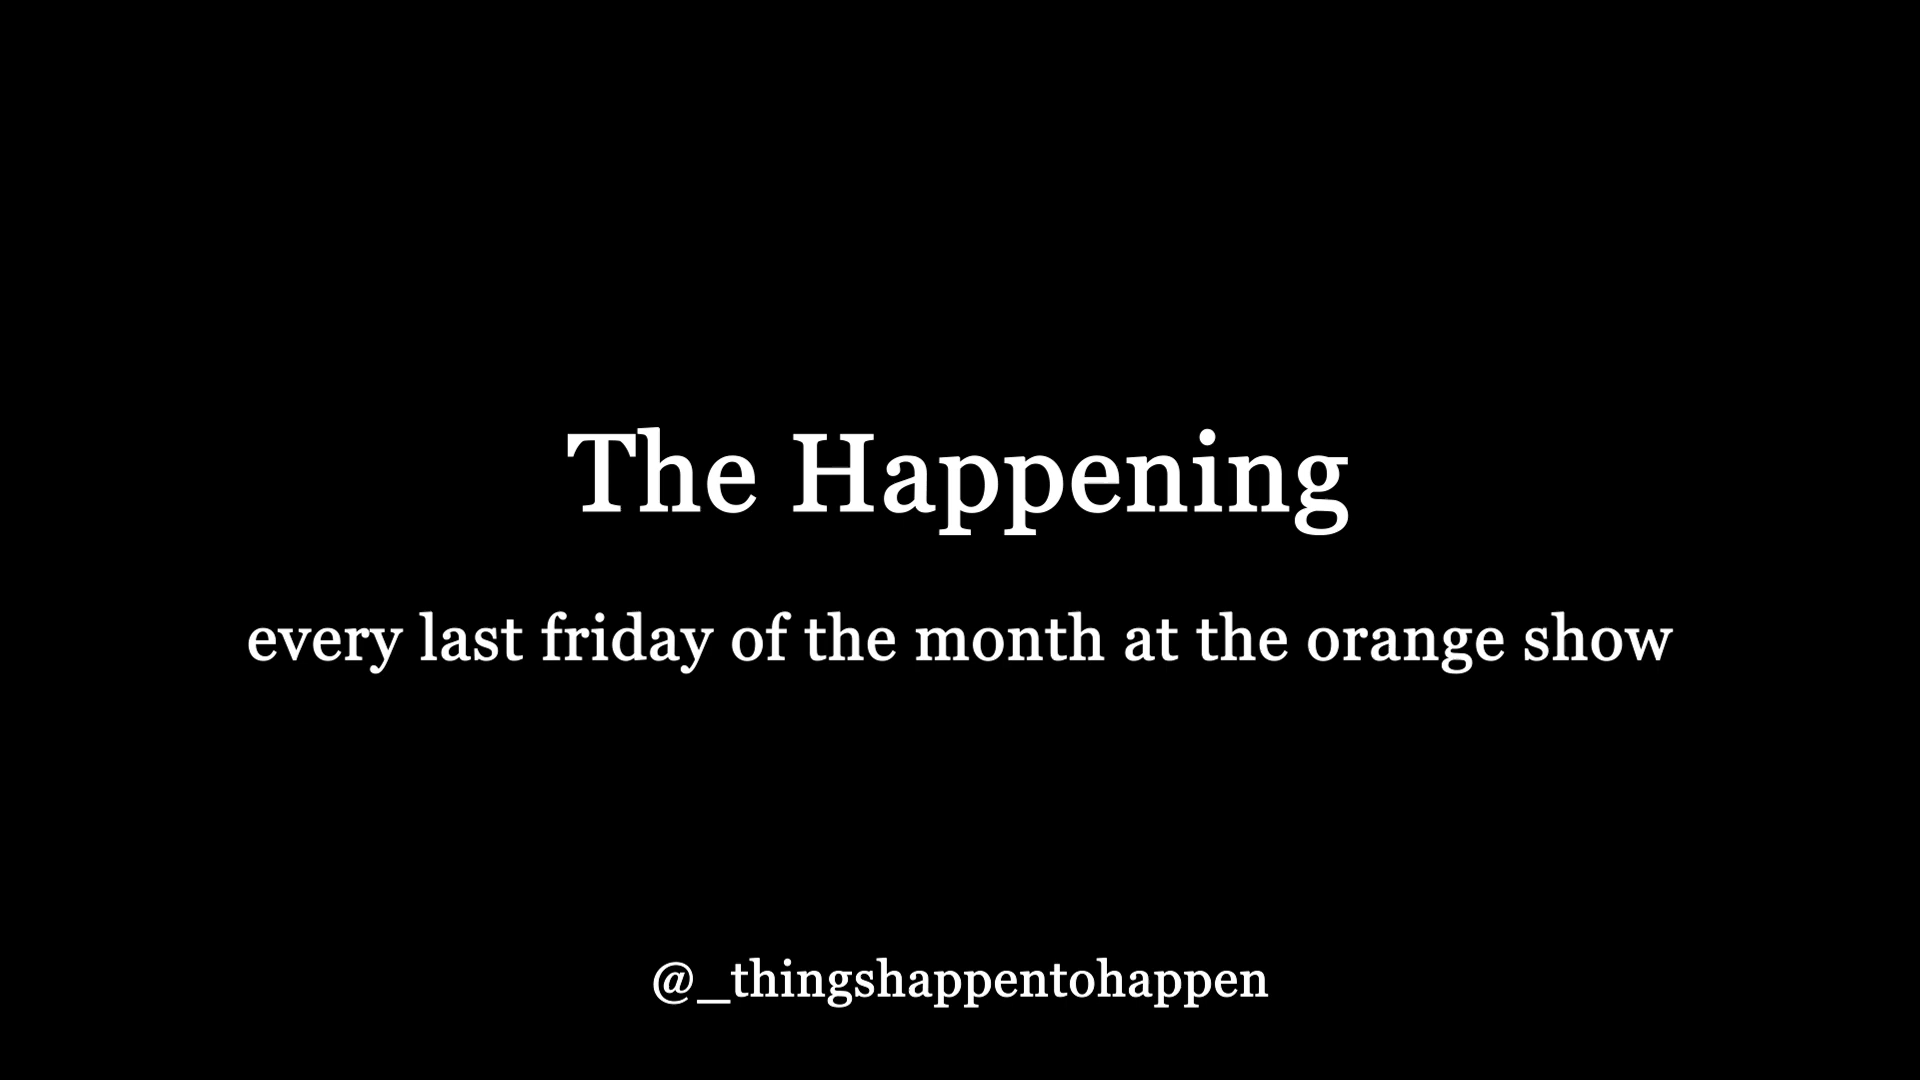 The Happening
every last friday of the month at the orange show
@_thingshappentohappen